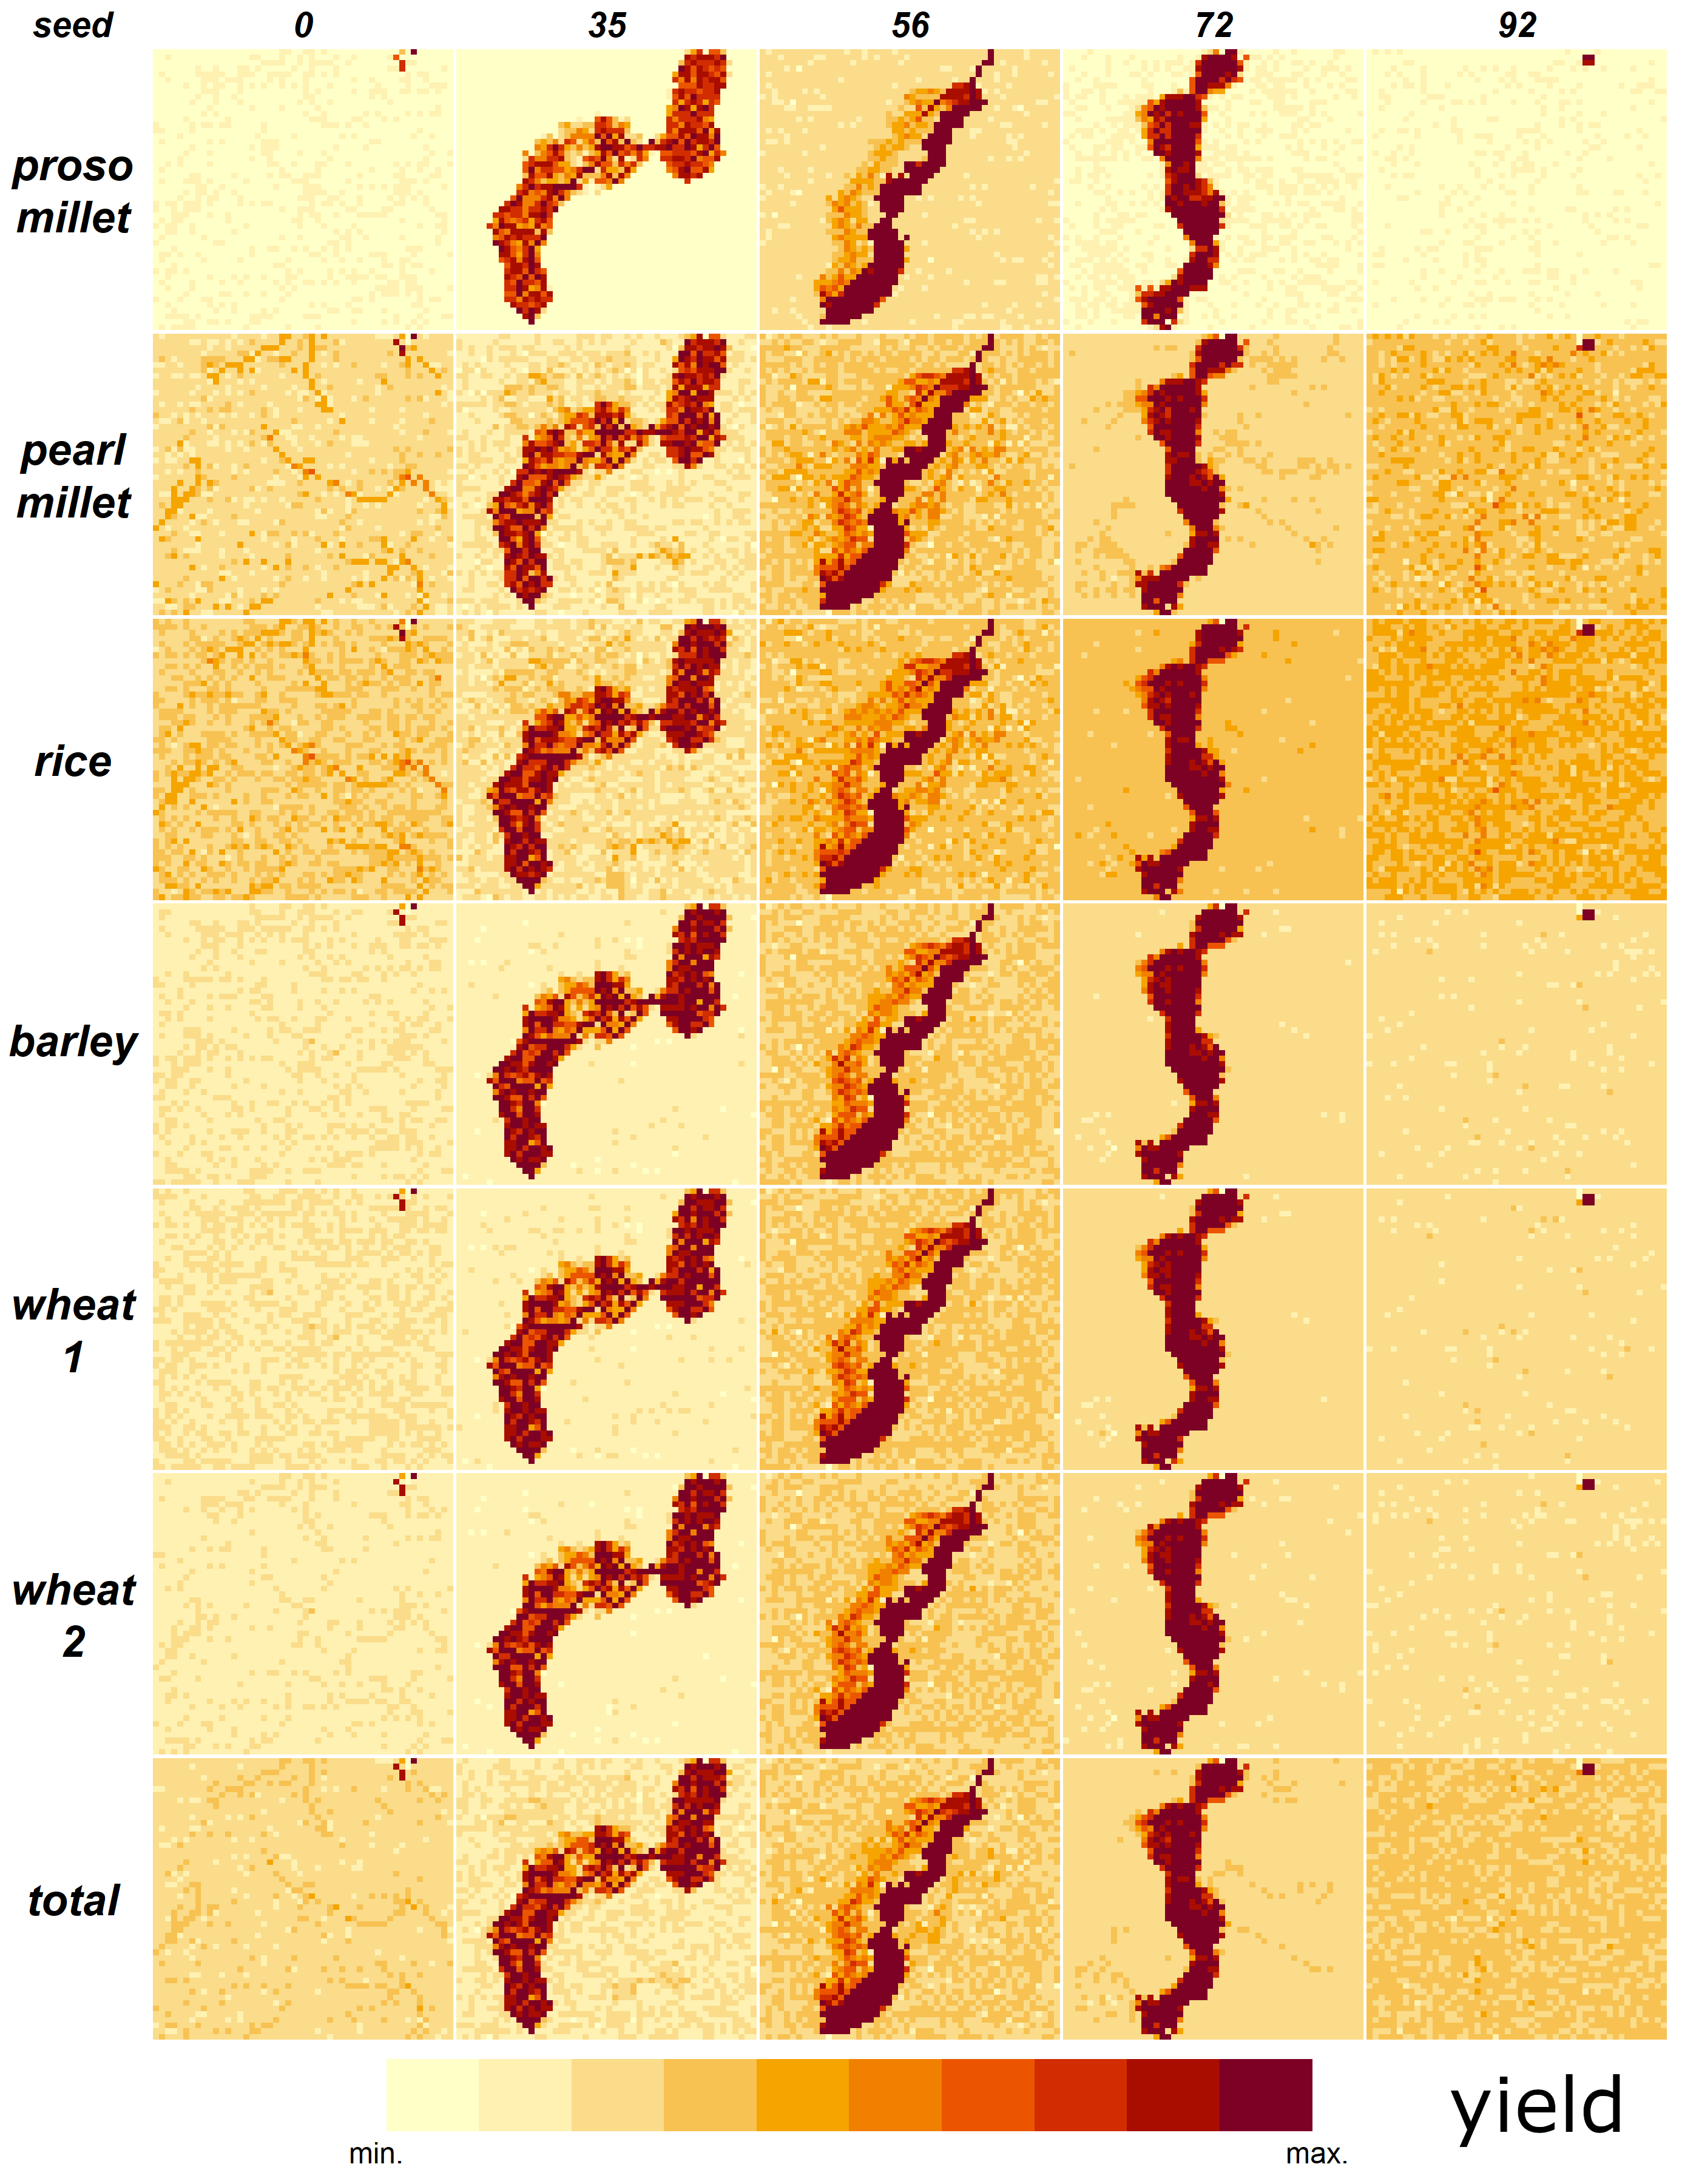 seed 0 35 56 72 92
proso
millet
pearl
millet
rice
barley
wheat
1
wheat
2
total
min. max.
yield